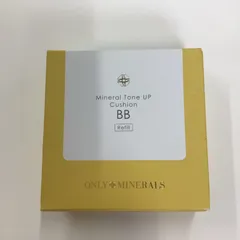 Mineral Tone UP
Cushion
BB
Refill
ONLY MINERALS